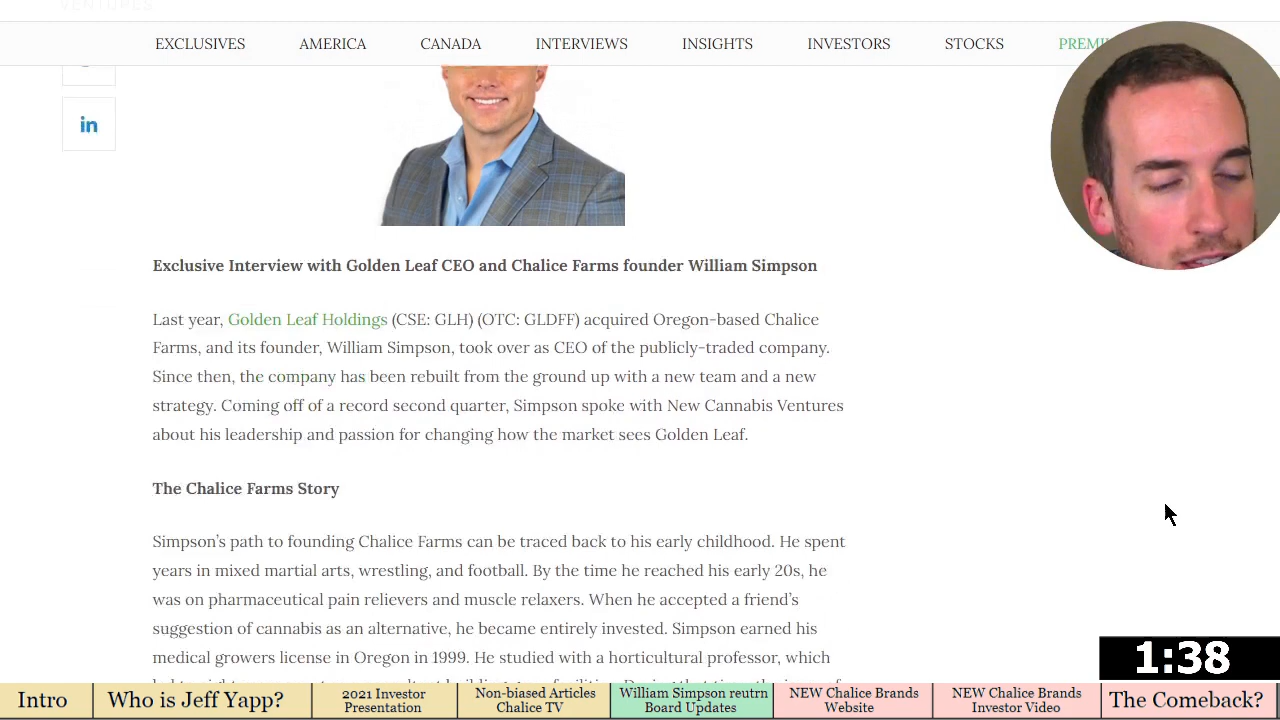 VENTURES
EXCLUSIVES AMERICA CANADA INTERVIEWS INSIGHTS INVESTORS STOCKS
in
Exclusive Interview with Golden Leaf CEO and Chalice Farms founder William Simpson
Last year, Golden Leaf Holdings (CSE: GLH) (OTC: GLDFF) acquired Oregon-based Chalice
Farms, and its founder, William Simpson, took over as CEO of the publicly-traded company.
Since then, the company has been rebuilt from the ground up with a new team and a new
strategy. Coming off of a record second quarter, Simpson spoke with New Cannabis Ventures
about his leadership and passion for changing how the market sees Golden Leaf.
The Chalice Farms Story
Simpson’s path to founding Chalice Farms can be traced back to his early childhood. He spent
years in mixed martial arts, wrestling, and football. By the time he reached his early 20s, he
was on pharmaceutical pain relievers and muscle relaxers. When he accepted a friend’s
suggestion of cannabis as an alternative, he became entirely invested. Simpson earned his
medical growers license in Oregon in 1999. He studied with a horticultural professor, which
1:38
Intro
Who is Jeff Yapp?
2021 Investor
Presentation
Non-biased Articles
Chalice TV
William Simpson reutrn
Board Updates
NEW Chalice Brands
Website
NEW Chalice Brands
Investor Video
The Comeback?